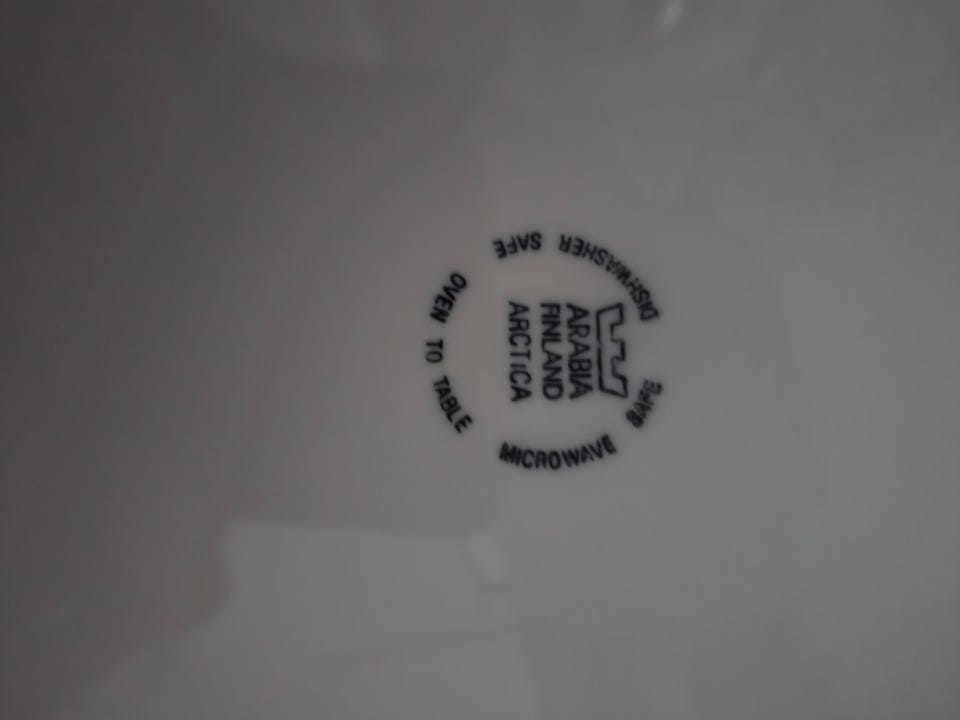 ARABIA
FINLAND
ARCTICA
OVEN TO TABLE
MICROWAVE SAFE
DISHWASHER SAFE